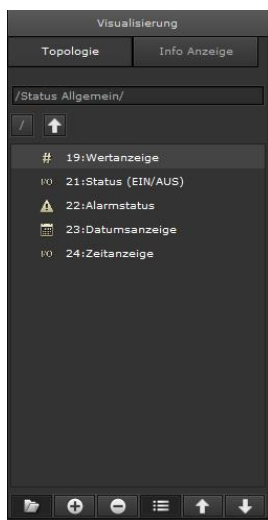 Visualisierung
Topologie Info Anzeige
/Status Allgemein/
/
# 19:Wertanzeige
I/O 21:Status (EIN/AUS)
22:Alarmstatus
23:Datumsanzeige
I/O 24:Zeitanzeige